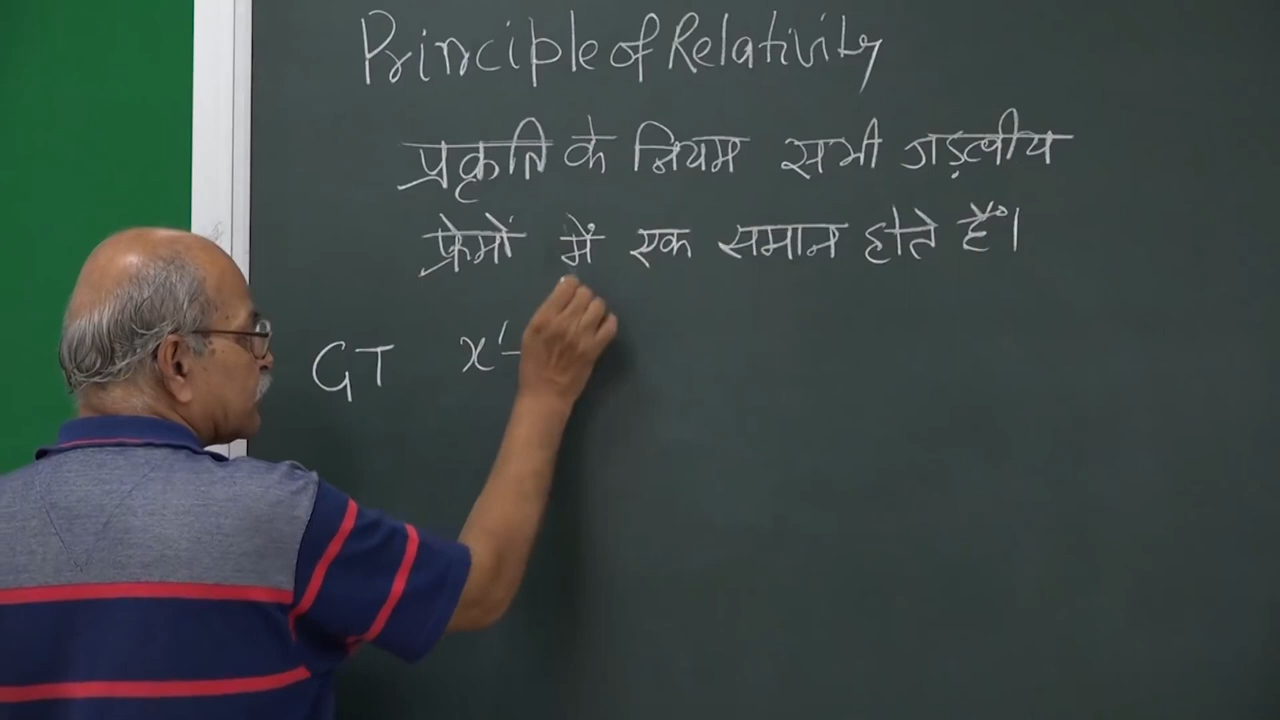 Principle of Relativity
प्रकृति के नियम सभी जड़त्वीय
फ्रेमों में एक समान होते हैं।
GT x'=